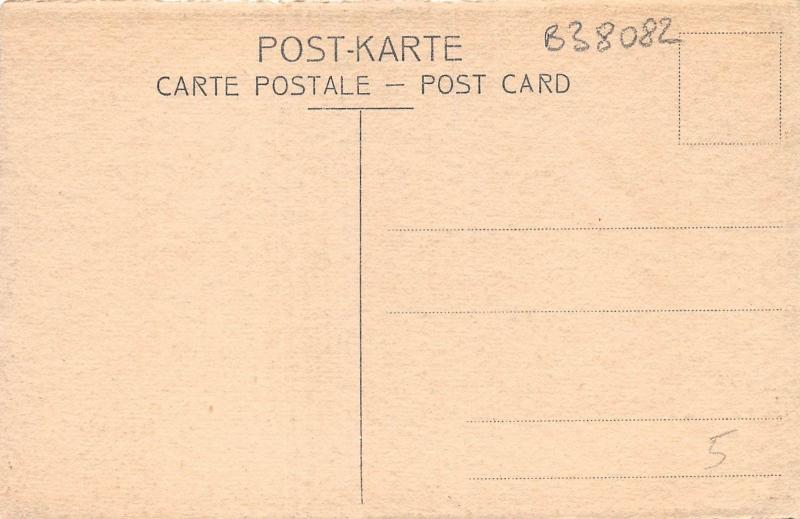 POST-KARTE
B38082
CARTE POSTALE — POST CARD
5